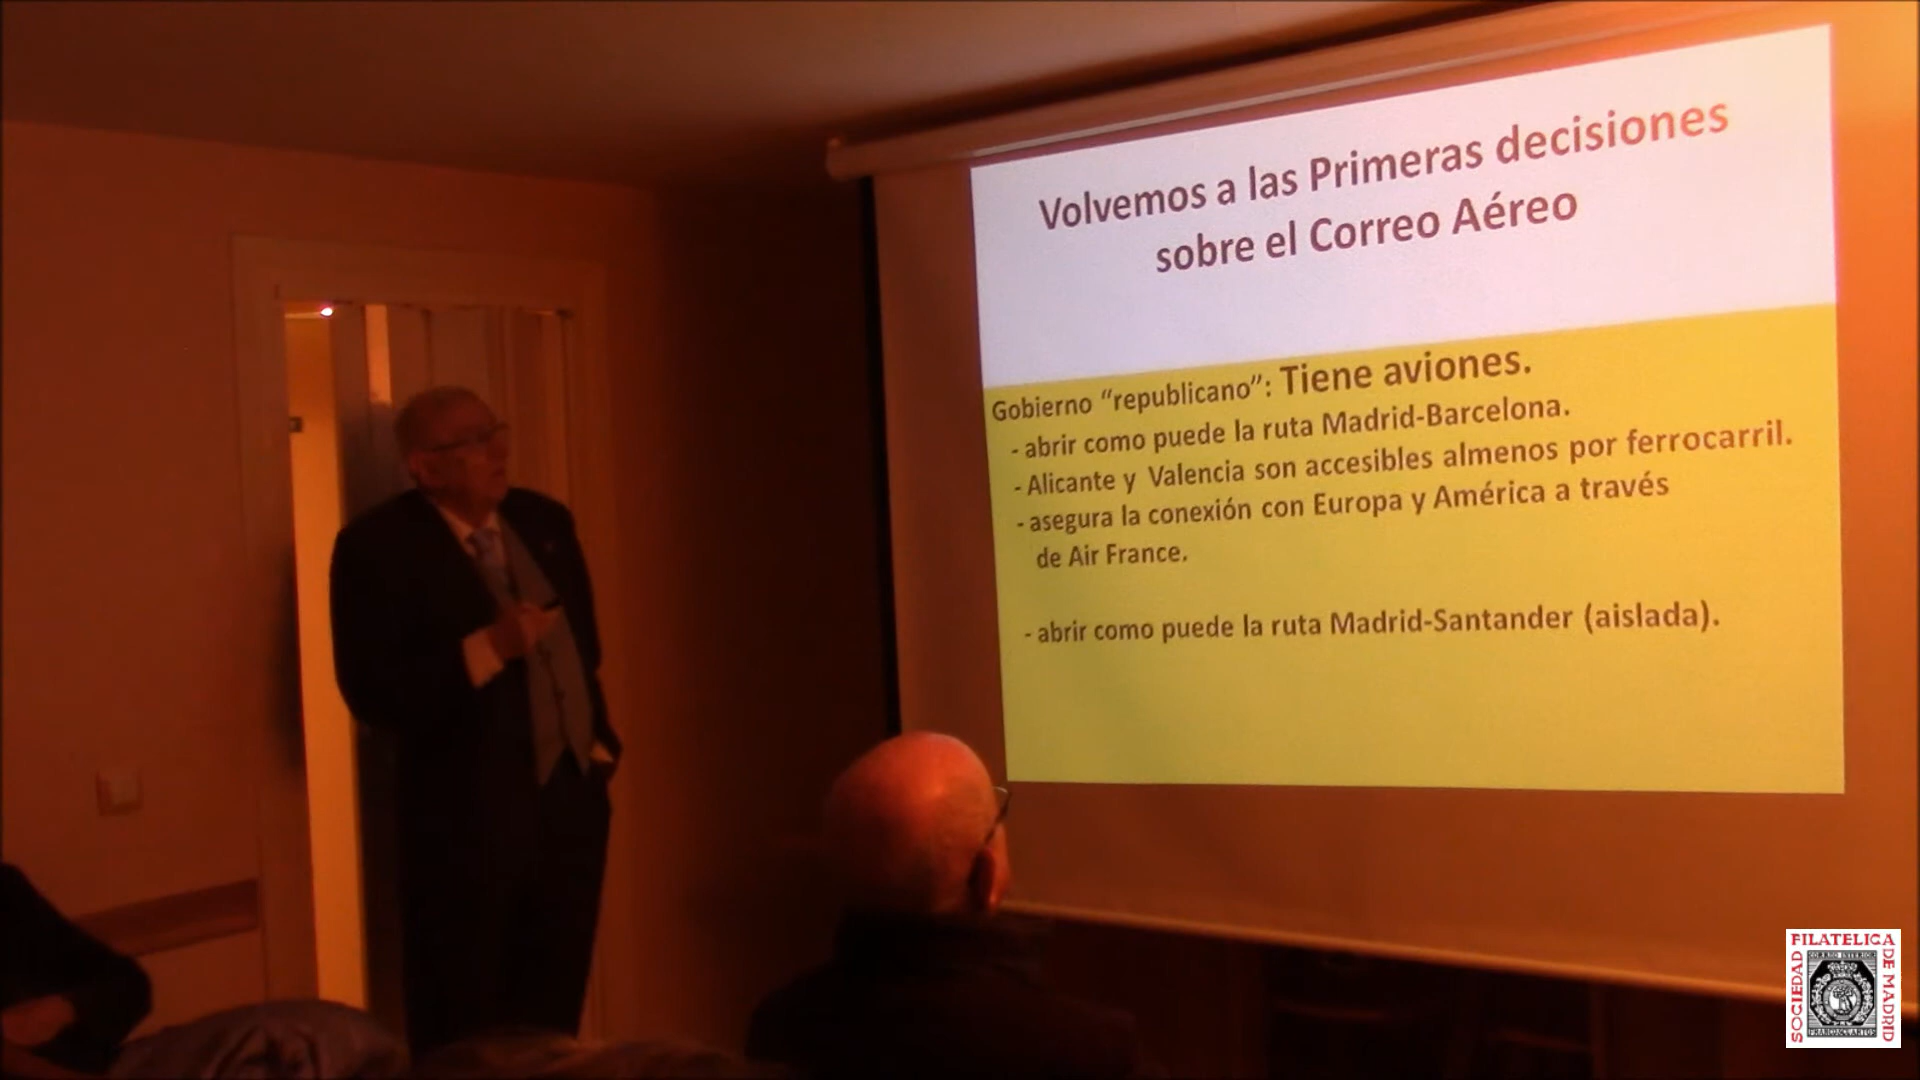 Volvemos a las Primeras decisiones
sobre el Correo Aéreo
Gobierno “republicano”: Tiene aviones.
- abrir como puede la ruta Madrid-Barcelona.
- Alicante y Valencia son accesibles almenos por ferrocarril.
- asegura la conexión con Europa y América a través
de Air France.
- abrir como puede la ruta Madrid-Santander (aislada).
SOCIEDAD
FILATELICA
DE MADRID
CORREO INTERIOR